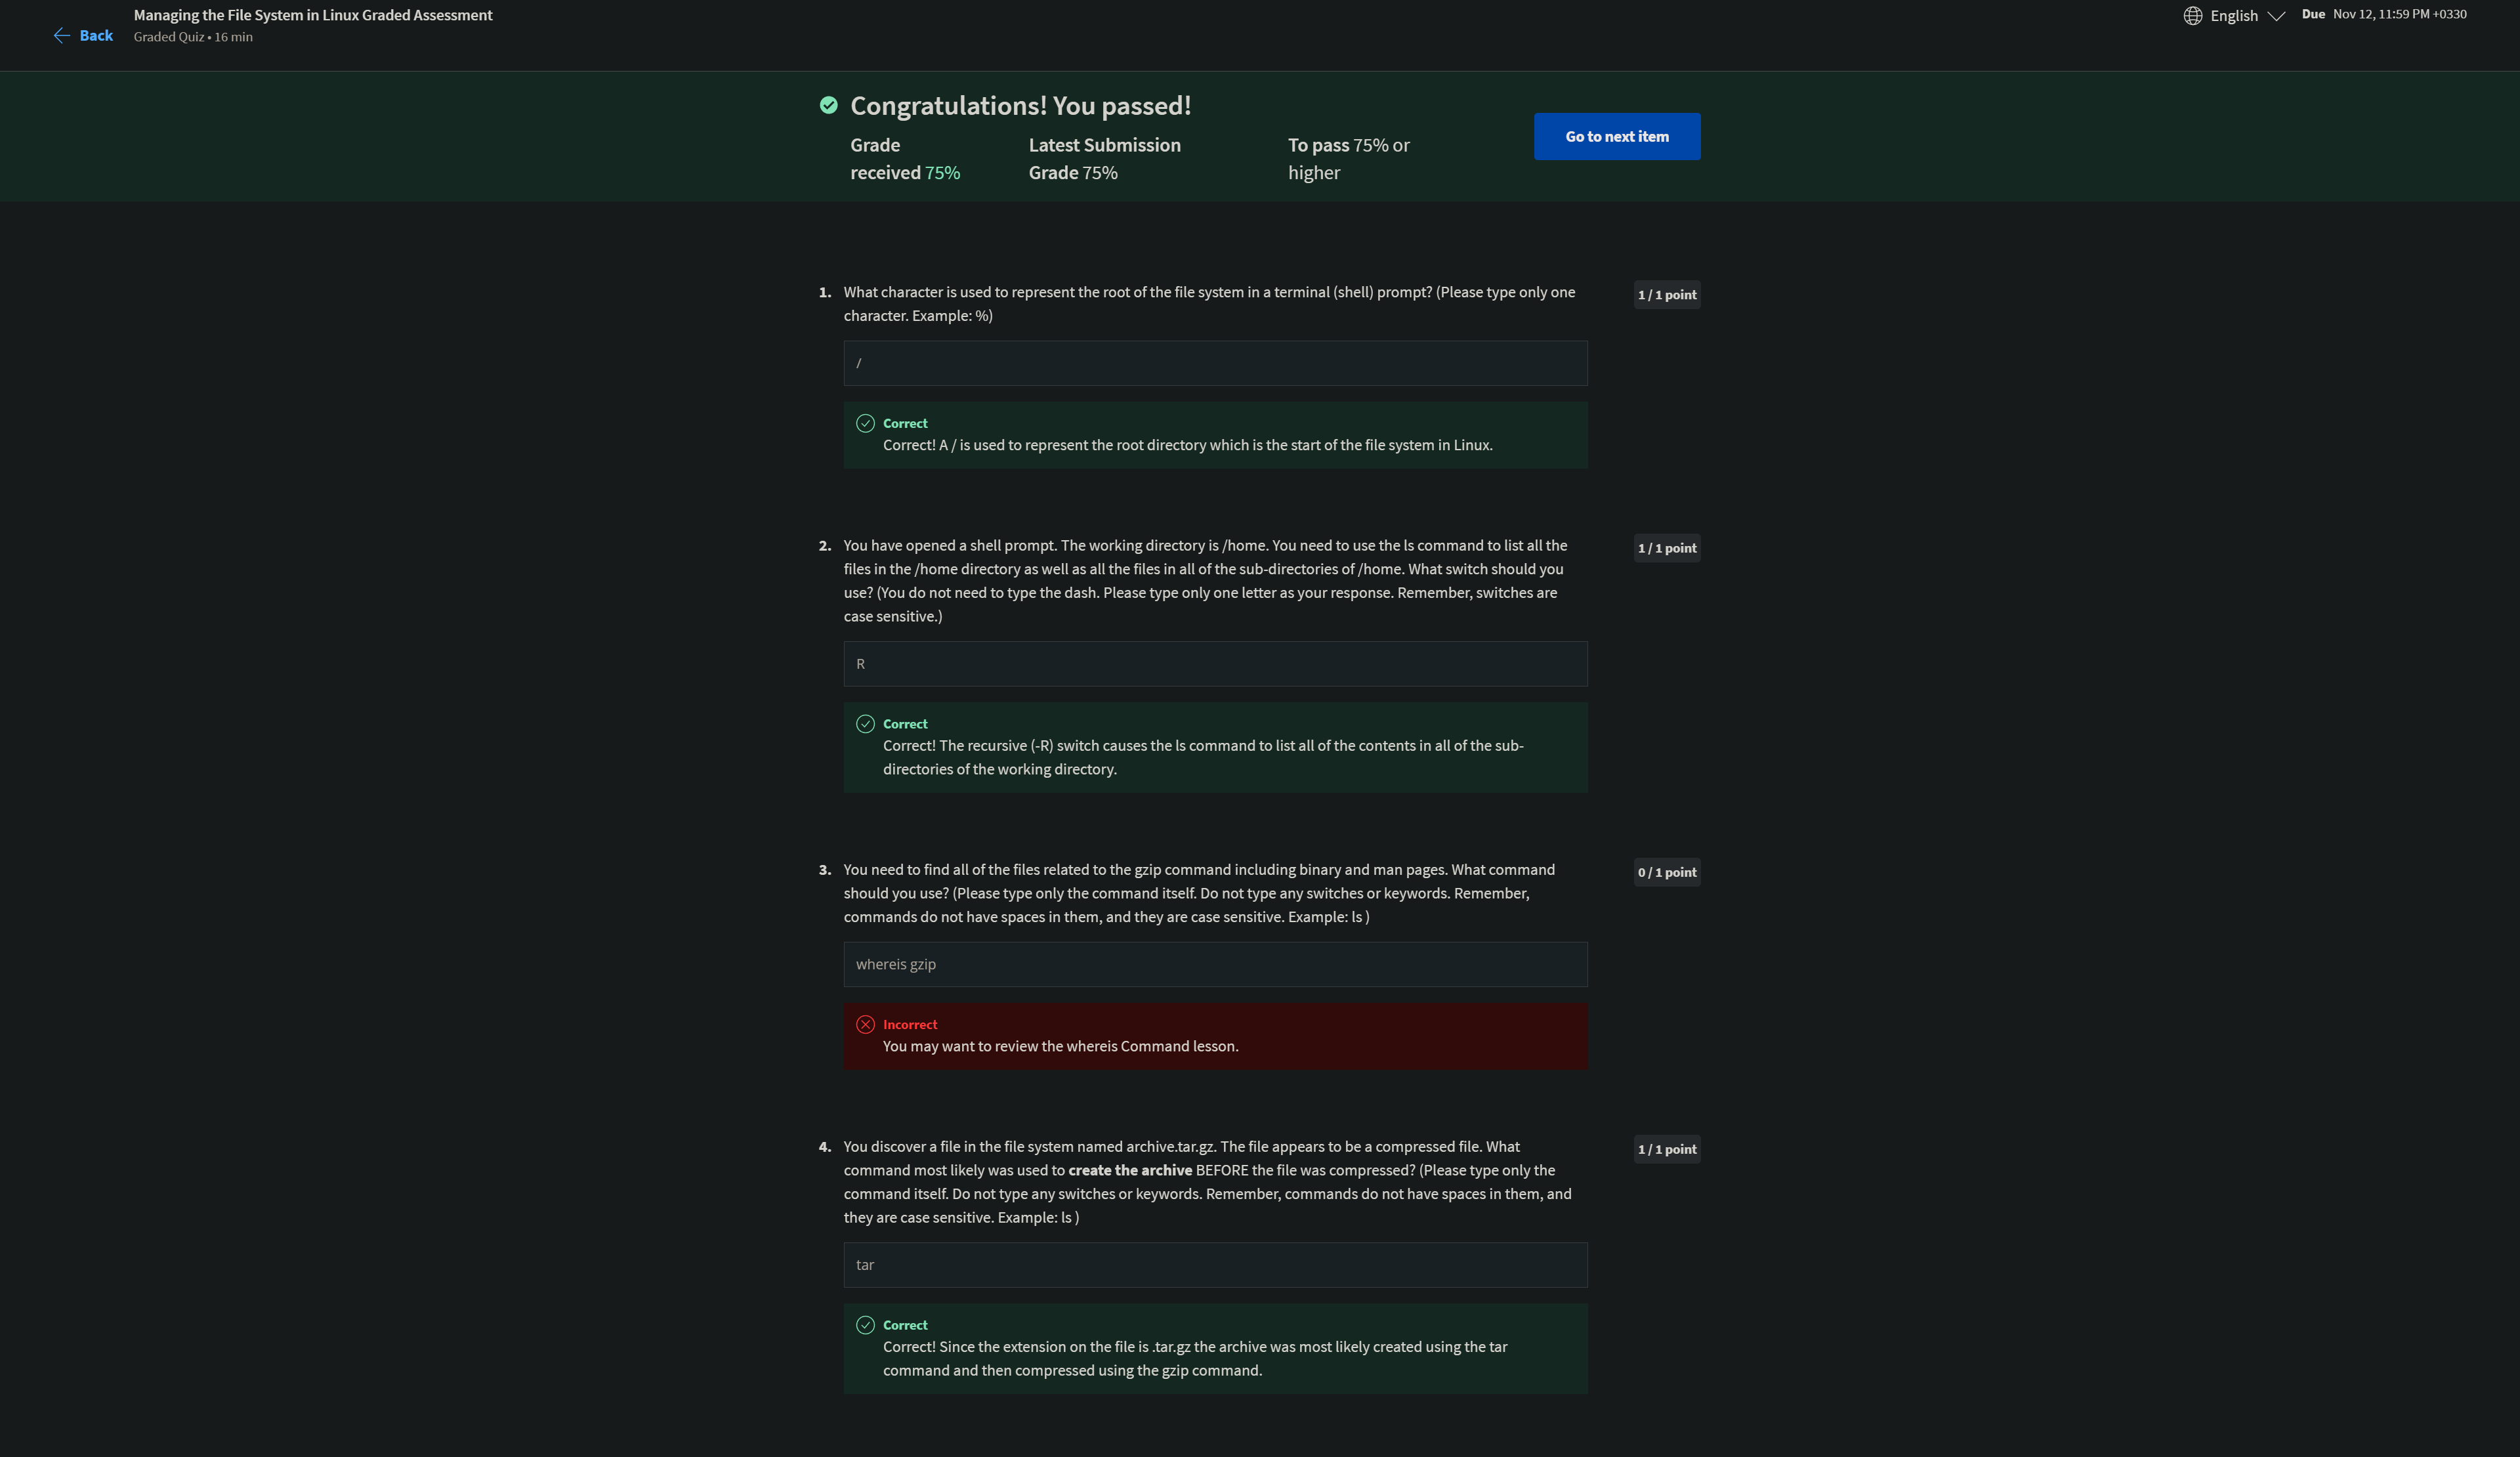 Managing the File System in Linux Graded Assessment
Back
Graded Quiz • 16 min
English
Due Nov 12, 11:59 PM +0330
Congratulations! You passed!
Grade
received 75%
Latest Submission
Grade 75%
To pass 75% or
higher
Go to next item
1. What character is used to represent the root of the file system in a terminal (shell) prompt? (Please type only one
character. Example: %)
1 / 1 point
/
Correct
Correct! A / is used to represent the root directory which is the start of the file system in Linux.
2. You have opened a shell prompt. The working directory is /home. You need to use the ls command to list all the
files in the /home directory as well as all the files in all of the sub-directories of /home. What switch should you
use? (You do not need to type the dash. Please type only one letter as your response. Remember, switches are
case sensitive.)
1 / 1 point
R
Correct
Correct! The recursive (-R) switch causes the ls command to list all of the contents in all of the sub-
directories of the working directory.
3. You need to find all of the files related to the gzip command including binary and man pages. What command
should you use? (Please type only the command itself. Do not type any switches or keywords. Remember,
commands do not have spaces in them, and they are case sensitive. Example: ls )
0 / 1 point
whereis gzip
Incorrect
You may want to review the whereis Command lesson.
4. You discover a file in the file system named archive.tar.gz. The file appears to be a compressed file. What
command most likely was used to create the archive BEFORE the file was compressed? (Please type only the
command itself. Do not type any switches or keywords. Remember, commands do not have spaces in them, and
they are case sensitive. Example: ls )
1 / 1 point
tar
Correct
Correct! Since the extension on the file is .tar.gz the archive was most likely created using the tar
command and then compressed using the gzip command.